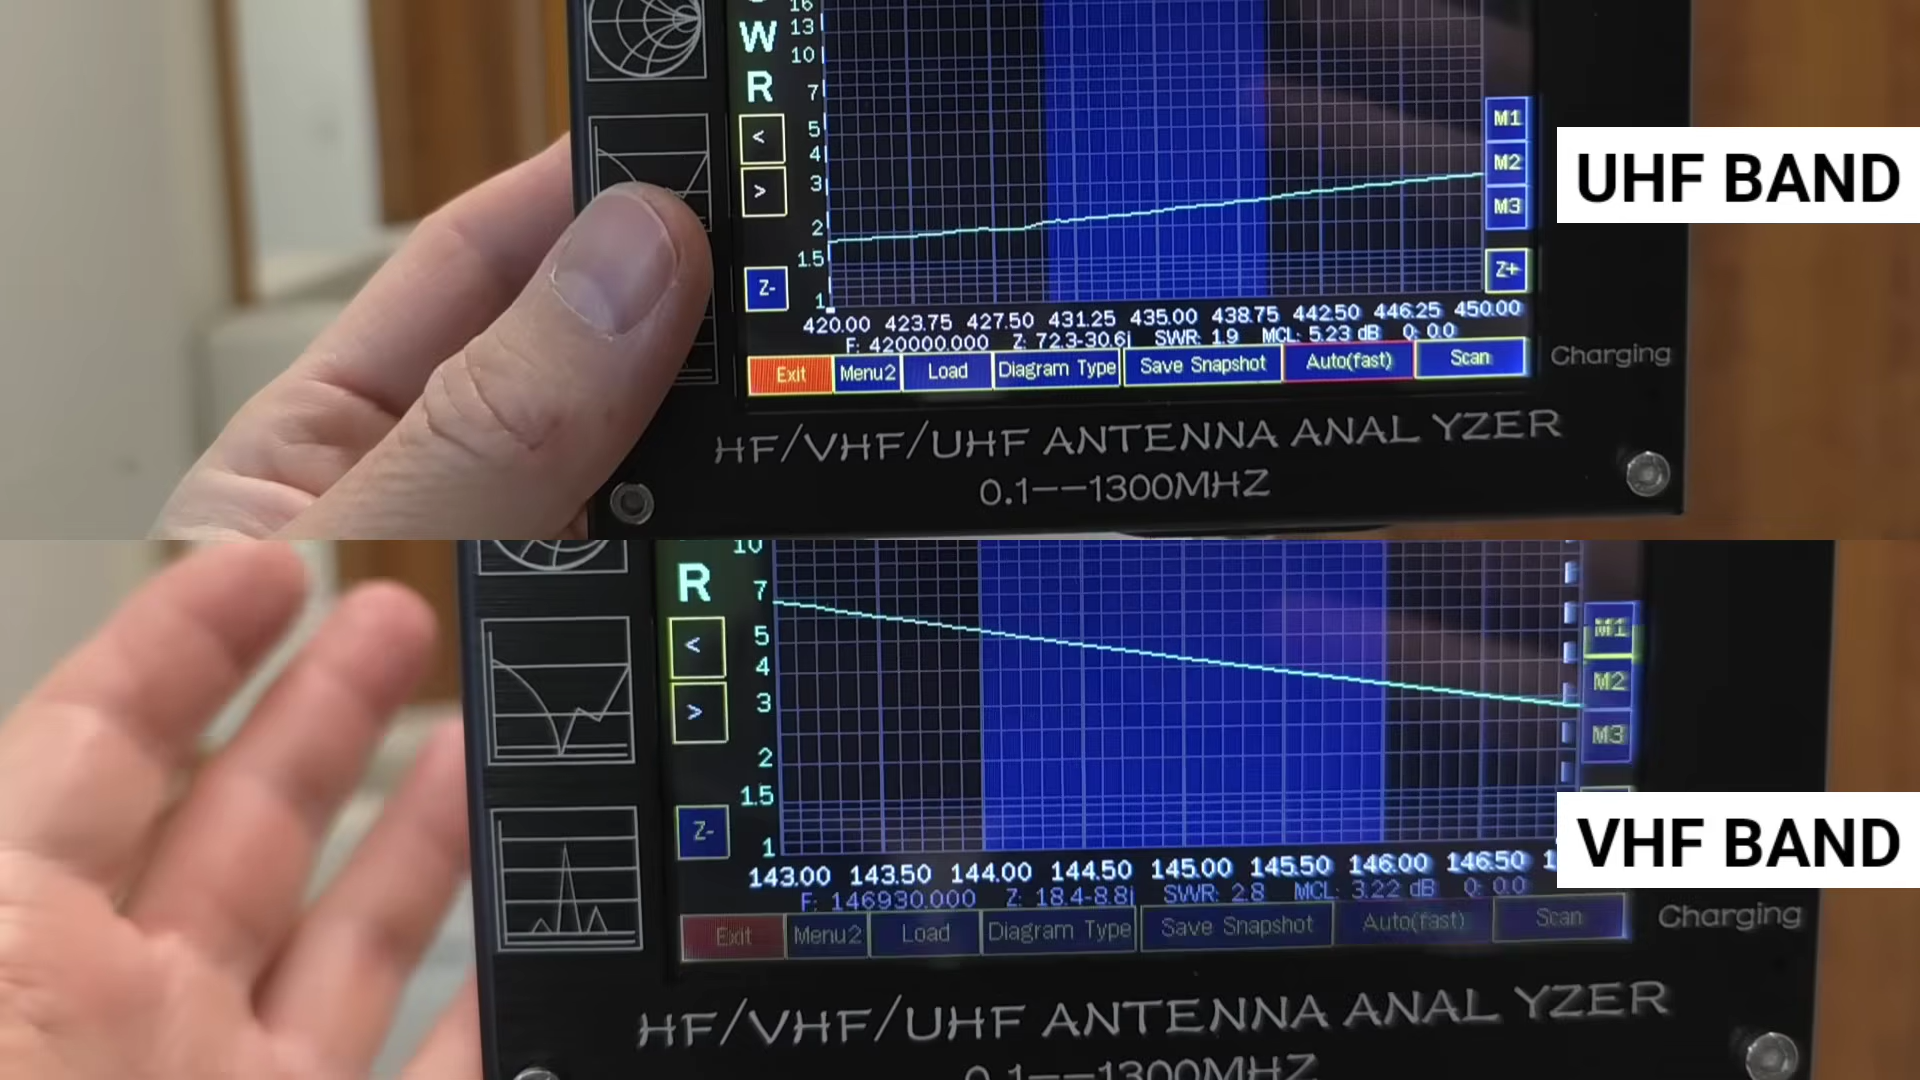 16
W 13
10
R
7
<
5
4
>
3
2
1.5
Z-
1
M1
M2
M3
Z+
UHF BAND
420.00 423.75 427.50 431.25 435.00 438.75 442.50 446.25 450.00
F: 420000.000 Z: 72.3-30.6j SWR: 1.9 MCL: 5.23 dB Q: 0.0
Exit Menu2 Load Diagram Type Save Snapshot Auto(fast) Scan
Charging
HF/VHF/UHF ANTENNA ANAL YZER
0.1--1300MHZ
10
R
7
<
5
4
>
3
2
1.5
Z-
1
M1
M2
M3
VHF BAND
143.00 143.50 144.00 144.50 145.00 145.50 146.00 146.50 1
F: 146930.000 Z: 18.4-8.8j SWR: 2.8 MCL: 3.22 dB Q: 0.0
Exit Menu2 Load Diagram Type Save Snapshot Auto(fast) Scan
Charging
HF/VHF/UHF ANTENNA ANAL YZER
0.1--1300MHZ